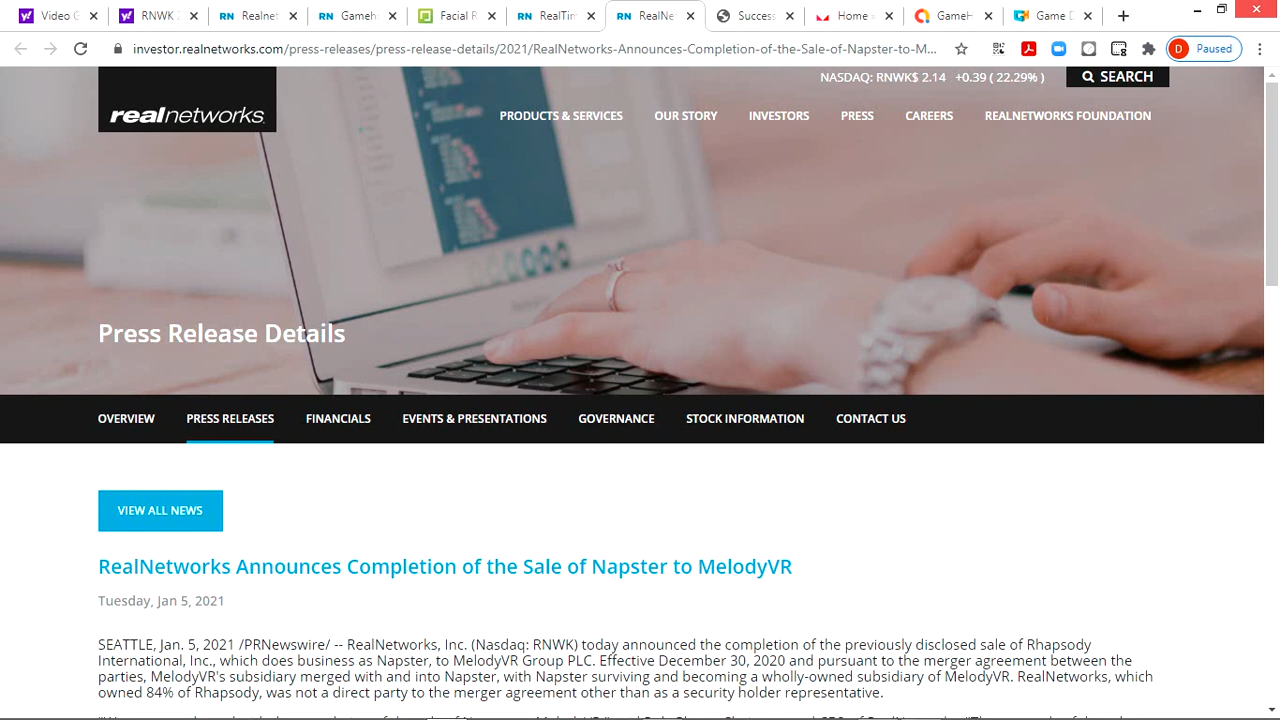 Video G
RNWK
Realnet
Gameh
Facial R
RealTim
RealNe
Success
Home
GameH
Game D
investor.realnetworks.com/press-releases/press-release-details/2021/RealNetworks-Announces-Completion-of-the-Sale-of-Napster-to-M...
D Paused
NASDAQ: RNWK$ 2.14 +0.39 ( 22.29% )
SEARCH
realnetworks.
PRODUCTS & SERVICES
OUR STORY
INVESTORS
PRESS
CAREERS
REALNETWORKS FOUNDATION
Press Release Details
OVERVIEW
PRESS RELEASES
FINANCIALS
EVENTS & PRESENTATIONS
GOVERNANCE
STOCK INFORMATION
CONTACT US
VIEW ALL NEWS
RealNetworks Announces Completion of the Sale of Napster to MelodyVR
Tuesday, Jan 5, 2021
SEATTLE, Jan. 5, 2021 /PRNewswire/ -- RealNetworks, Inc. (Nasdaq: RNWK) today announced the completion of the previously disclosed sale of Rhapsody
International, Inc., which does business as Napster, to MelodyVR Group PLC. Effective December 30, 2020 and pursuant to the merger agreement between the
parties, MelodyVR's subsidiary merged with and into Napster, with Napster surviving and becoming a wholly-owned subsidiary of MelodyVR. RealNetworks, which
owned 84% of Rhapsody, was not a direct party to the merger agreement other than as a security holder representative.